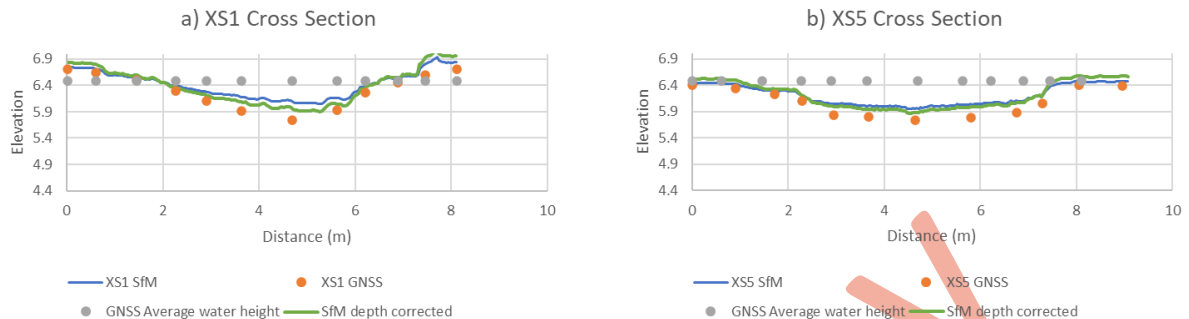 a) XS1 Cross Section
6.9
6.4
5.9
5.4
4.9
4.4
Elevation
0 2 4 6 8 10
Distance (m)
XS1 SfM
XS1 GNSS
GNSS Average water height
SfM depth corrected
b) XS5 Cross Section
6.9
6.4
5.9
5.4
4.9
4.4
Elevation
0 2 4 6 8 10
Distance (m)
XS5 SfM
XS5 GNSS
GNSS Average water height
SfM depth corrected